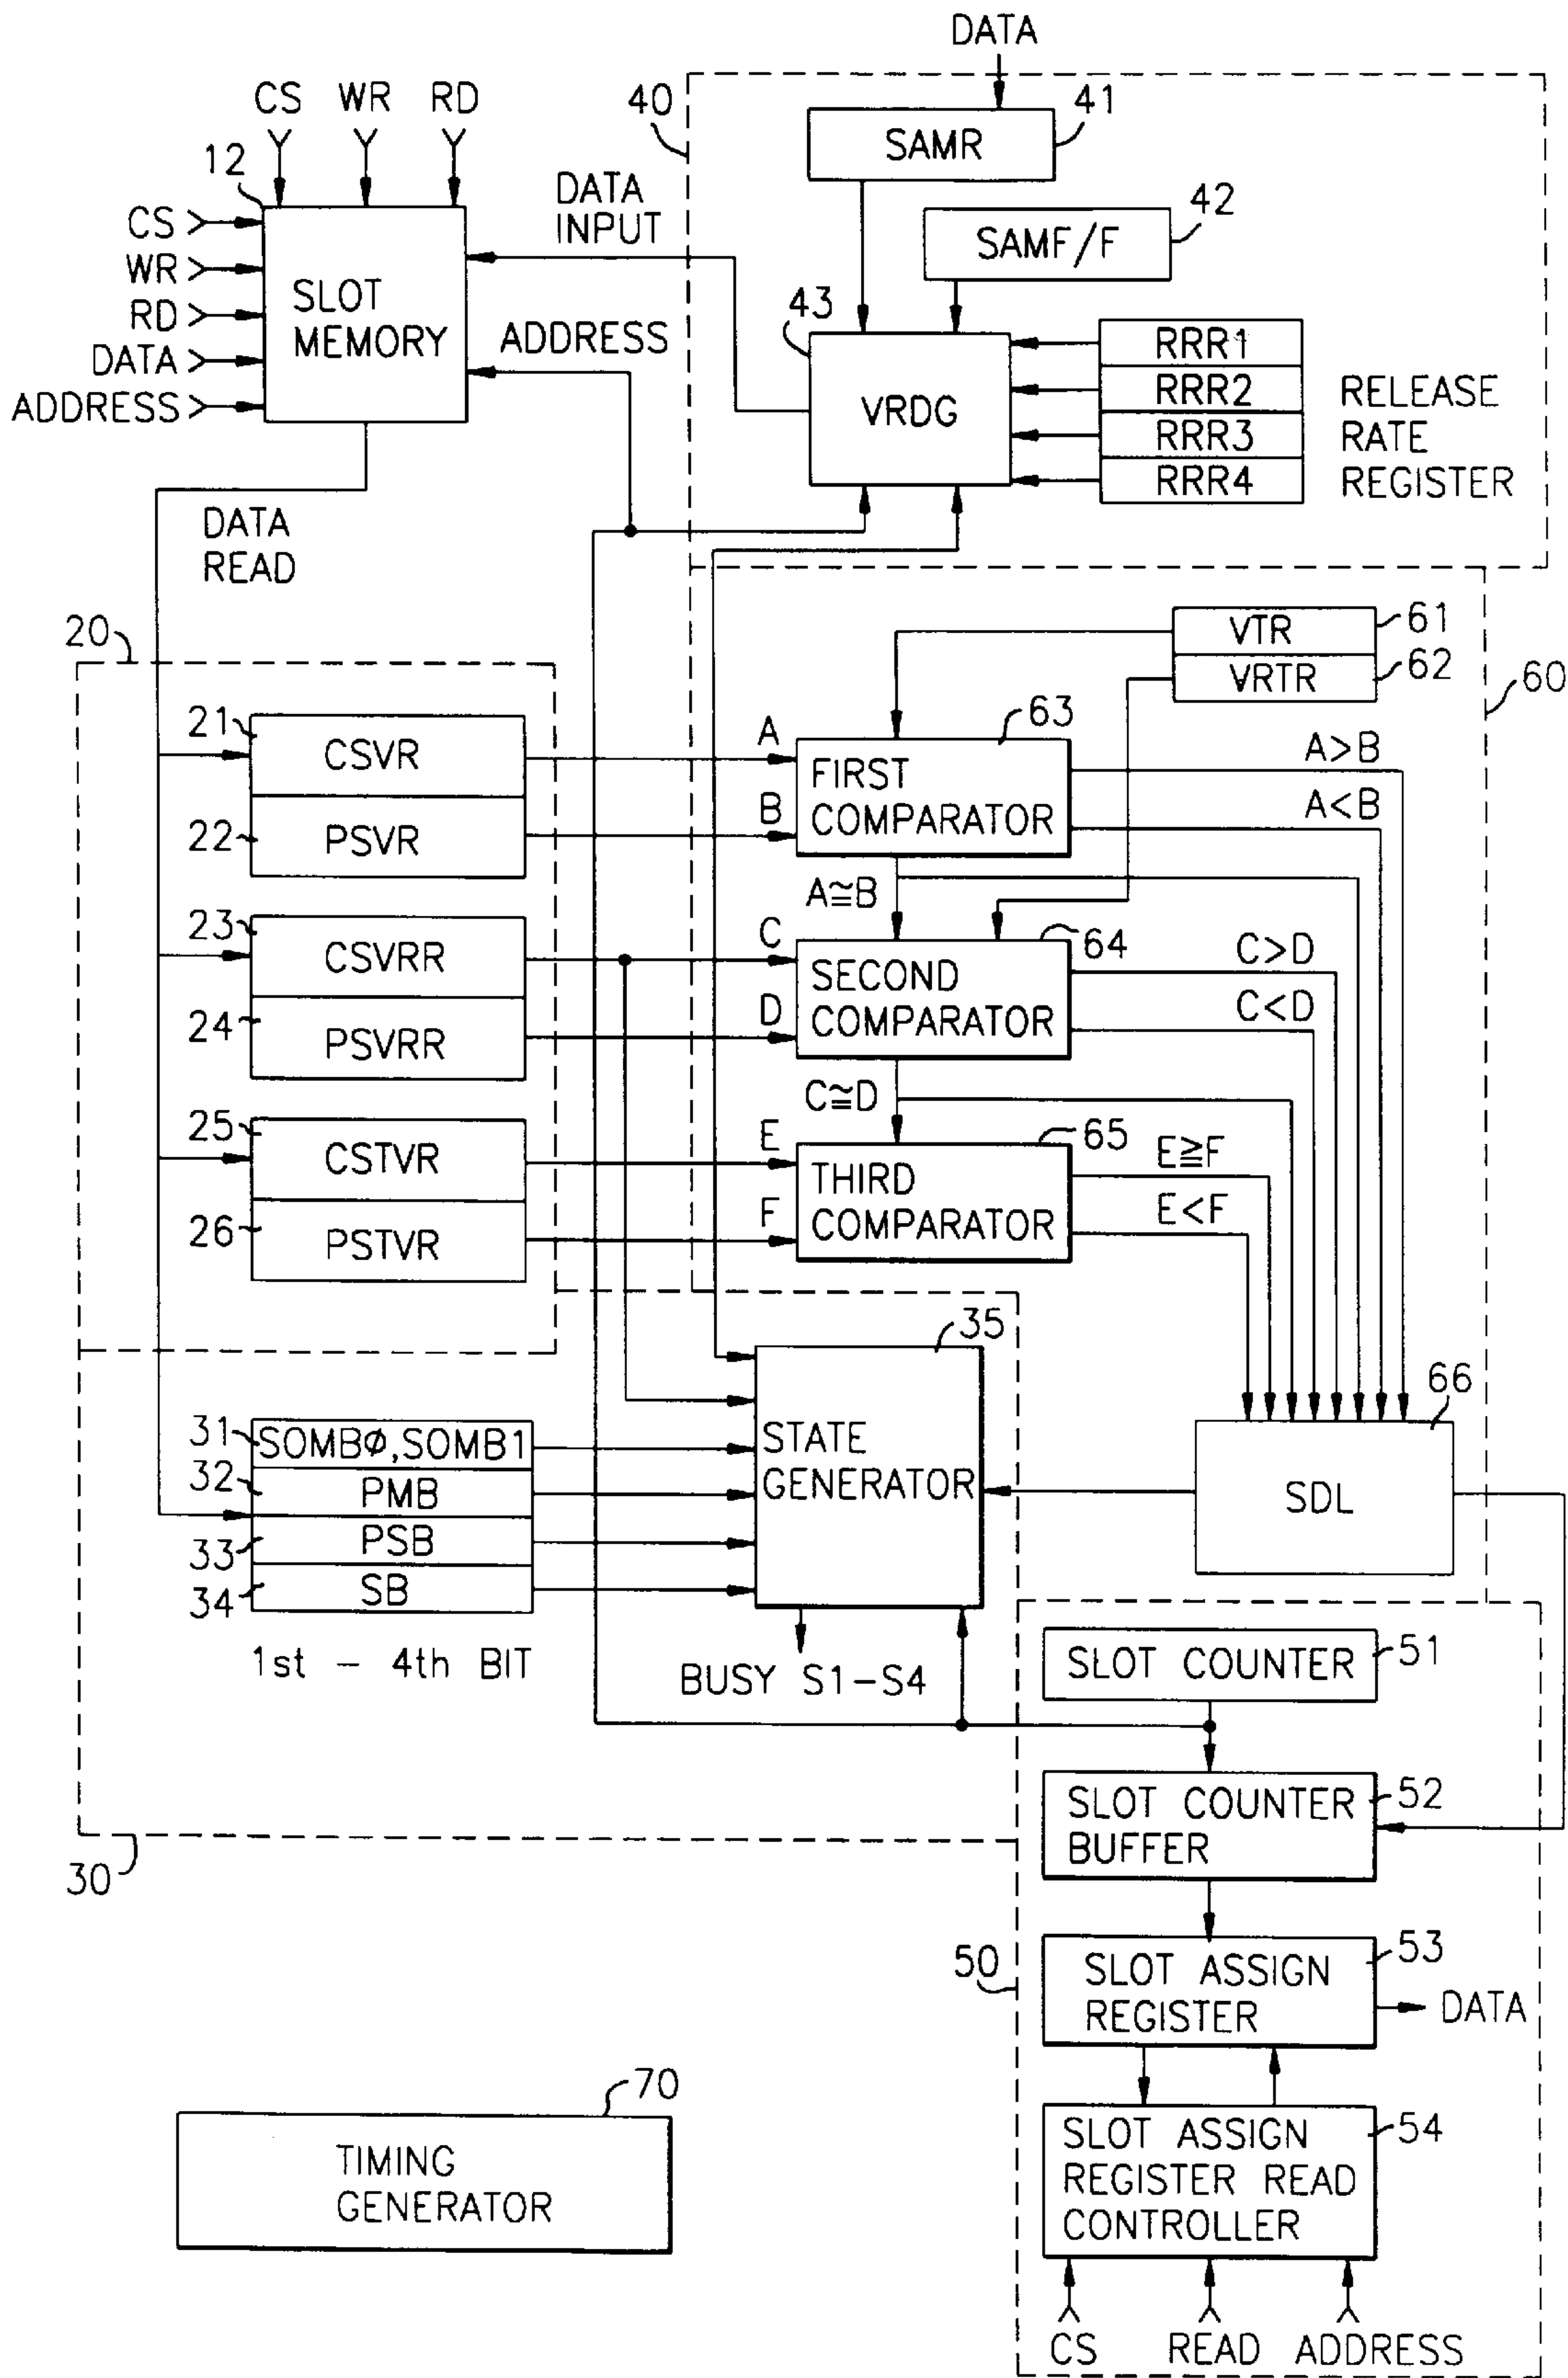 DATA
CS WR RD
40
41
SAMR
12
DATA
INPUT
42
SAMF/F
CS
WR
RD
DATA
ADDRESS
SLOT
MEMORY
ADDRESS
43
VRDG
RRR1
RRR2
RRR3
RRR4
RELEASE
RATE
REGISTER
DATA
READ
20
61
VTR
62
VRTR
60
21
CSVR
22
PSVR
A
B
63
FIRST
COMPARATOR
A>B
A<B
A≅B
23
CSVRR
24
PSVRR
C
D
64
SECOND
COMPARATOR
C>D
C<D
C≅D
25
CSTVR
26
PSTVR
E
F
65
THIRD
COMPARATOR
E≧F
E<F
35
STATE
GENERATOR
66
SDL
31
SOMBΦ,SOMB1
32
PMB
33
PSB
34
SB
1st - 4th BIT
BUSY S1-S4
51
SLOT COUNTER
52
SLOT COUNTER
BUFFER
30
50
53
SLOT ASSIGN
REGISTER
DATA
54
SLOT ASSIGN
REGISTER READ
CONTROLLER
70
TIMING
GENERATOR
CS READ ADDRESS